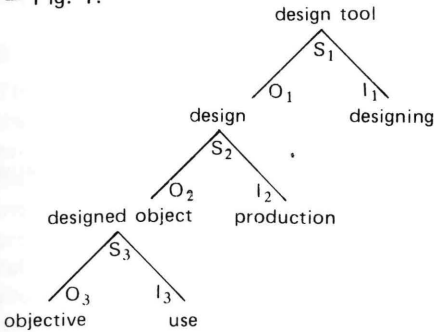 – Fig. 1.
design tool
S1
O1 I1
design designing
S2
O2 I2
designed object production
S3
O3 I3
objective use